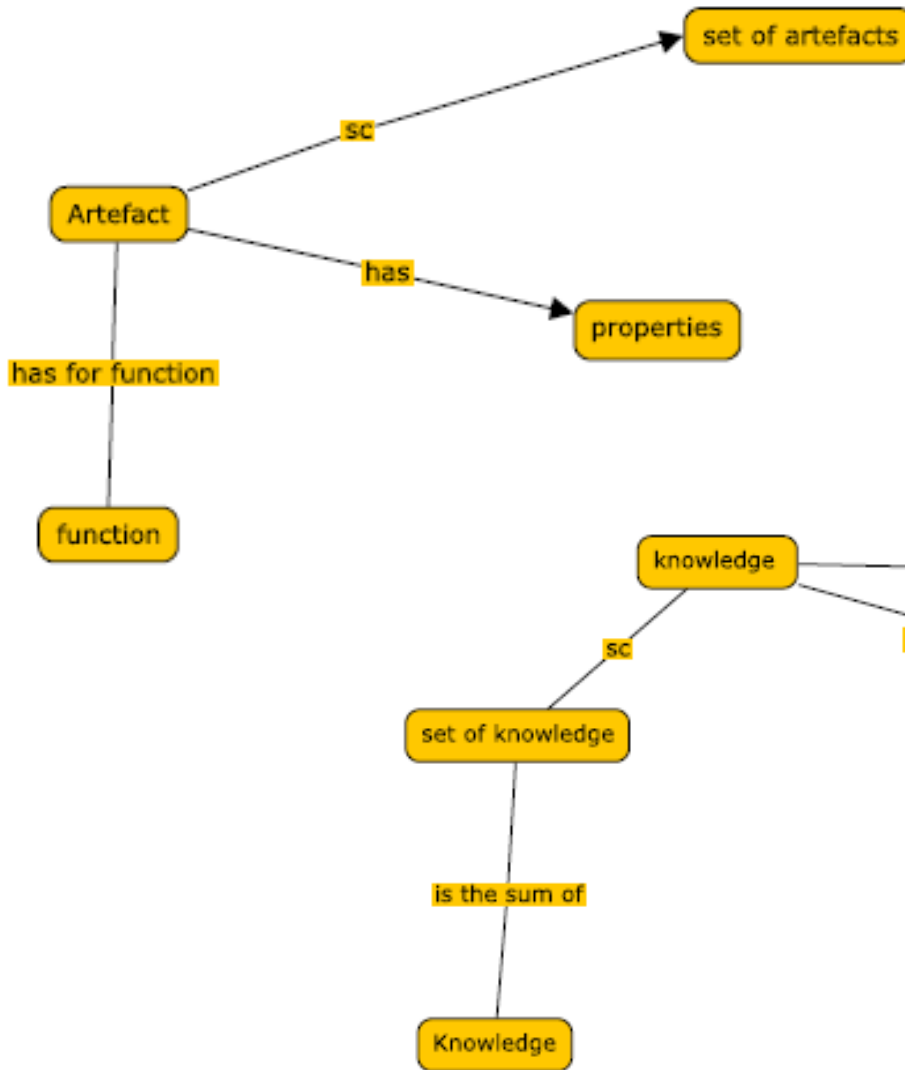 set of artefacts
sc
Artefact
has
properties
has for function
function
knowledge
sc
set of knowledge
is the sum of
Knowledge